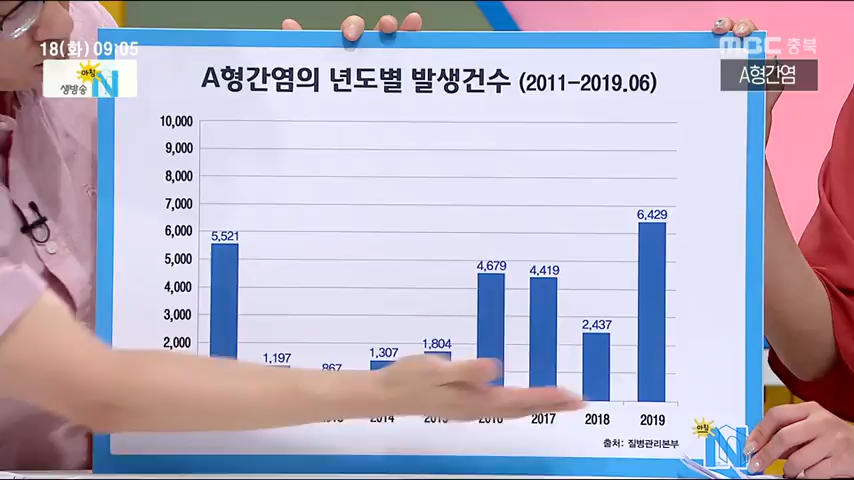 18(화) 09:05
아침
생방송 N
MBC 충북
A형간염
A형간염의 년도별 발생건수 (2011-2019.06)
10,000
9,000
8,000
7,000
6,000
5,000
4,000
3,000
2,000
5,521
1,197
867
1,307
1,804
4,679
4,419
2,437
6,429
2014
2016
2017
2018
2019
출처: 질병관리본부
아침
N